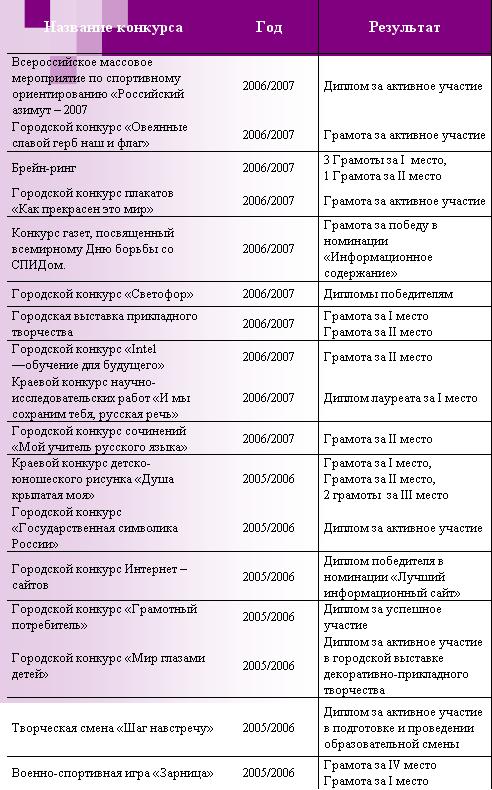 Название конкурса Год Результат
Всероссийское массовое
мероприятие по спортивному
ориентированию «Российский
азимут – 2007
2006/2007
Диплом за активное участие
Городской конкурс «Овеянные
славой герб наш и флаг»
2006/2007
Грамота за активное участие
Брейн-ринг
2006/2007
3 Грамоты за I место,
1 Грамота за II место
Городской конкурс плакатов
«Как прекрасен это мир»
2006/2007
Грамота за активное участие
Конкурс газет, посвященный
всемирному Дню борьбы со
СПИДом.
2006/2007
Грамота за победу в
номинации
«Информационное
содержание»
Городской конкурс «Светофор»
2006/2007
Дипломы победителям
Городская выставка прикладного
творчества
2006/2007
Грамота за I место
Грамота за II место
Городской конкурс «Intel
—обучение для будущего»
2006/2007
Грамота за II место
Краевой конкурс научно-
исследовательских работ «И мы
сохраним тебя, русская речь»
2006/2007
Диплом лауреата за I место
Городской конкурс сочинений
«Мой учитель русского языка»
2006/2007
Грамота за II место
Краевой конкурс детско-
юношеского рисунка «Душа
крылатая моя»
2005/2006
Грамота за I место,
Грамота за II место,
2 грамоты за III место
Городской конкурс
«Государственная символика
России»
2005/2006
Диплом за активное участие
Городской конкурс Интернет –
сайтов
2005/2006
Диплом победителя в
номинации «Лучший
информационный сайт»
Городской конкурс «Грамотный
потребитель»
2005/2006
Диплом за успешное
участие
Городской конкурс «Мир глазами
детей»
2005/2006
Диплом за активное участие
в городской выставке
декоративно-прикладного
творчества
Творческая смена «Шаг навстречу»
2005/2006
Диплом за активное участие
в подготовке и проведении
образовательной смены
Военно-спортивная игра «Зарница»
2005/2006
Грамота за IV место
Грамота за I место